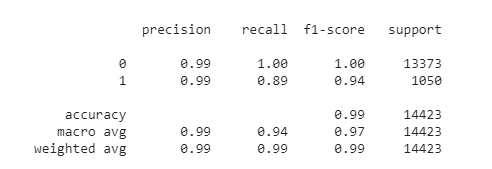 precision recall f1-score support
0 0.99 1.00 1.00 13373
1 0.99 0.89 0.94 1050
accuracy 0.99 14423
macro avg 0.99 0.94 0.97 14423
weighted avg 0.99 0.99 0.99 14423